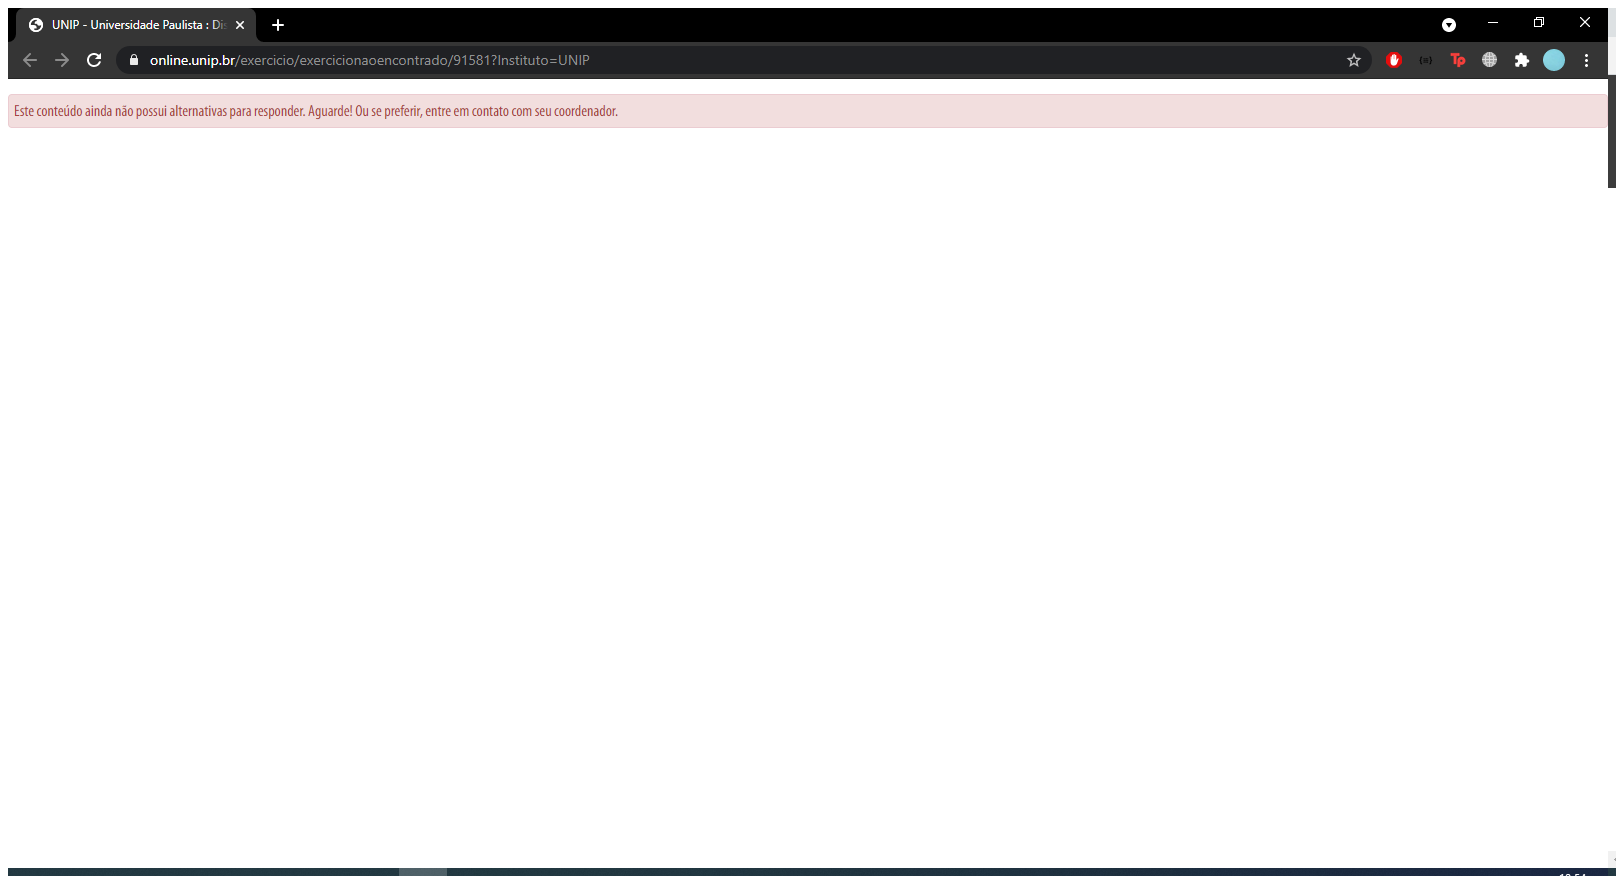 UNIP - Universidade Paulista : Dis
online.unip.br/exercicio/exercicionaoencontrado/91581?Instituto=UNIP
Este conteúdo ainda não possui alternativas para responder. Aguarde! Ou se preferir, entre em contato com seu coordenador.